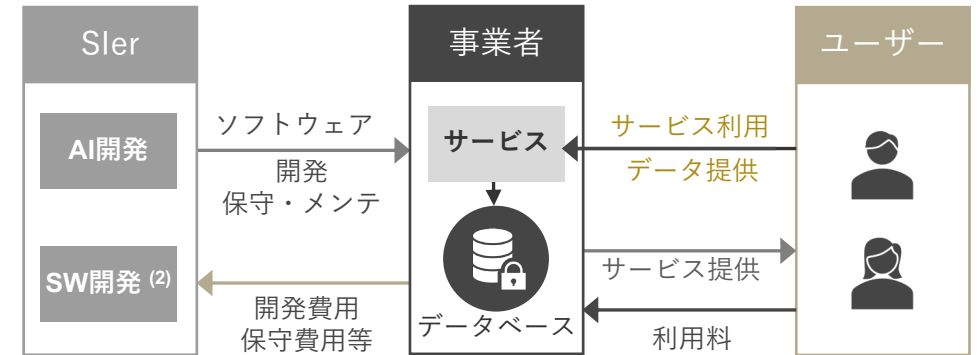 SIer
事業者
ユーザー
AI開発
SW開発 (2)
ソフトウェア
開発
保守・メンテ
開発費用
保守費用等
サービス
データベース
サービス利用
データ提供
サービス提供
利用料